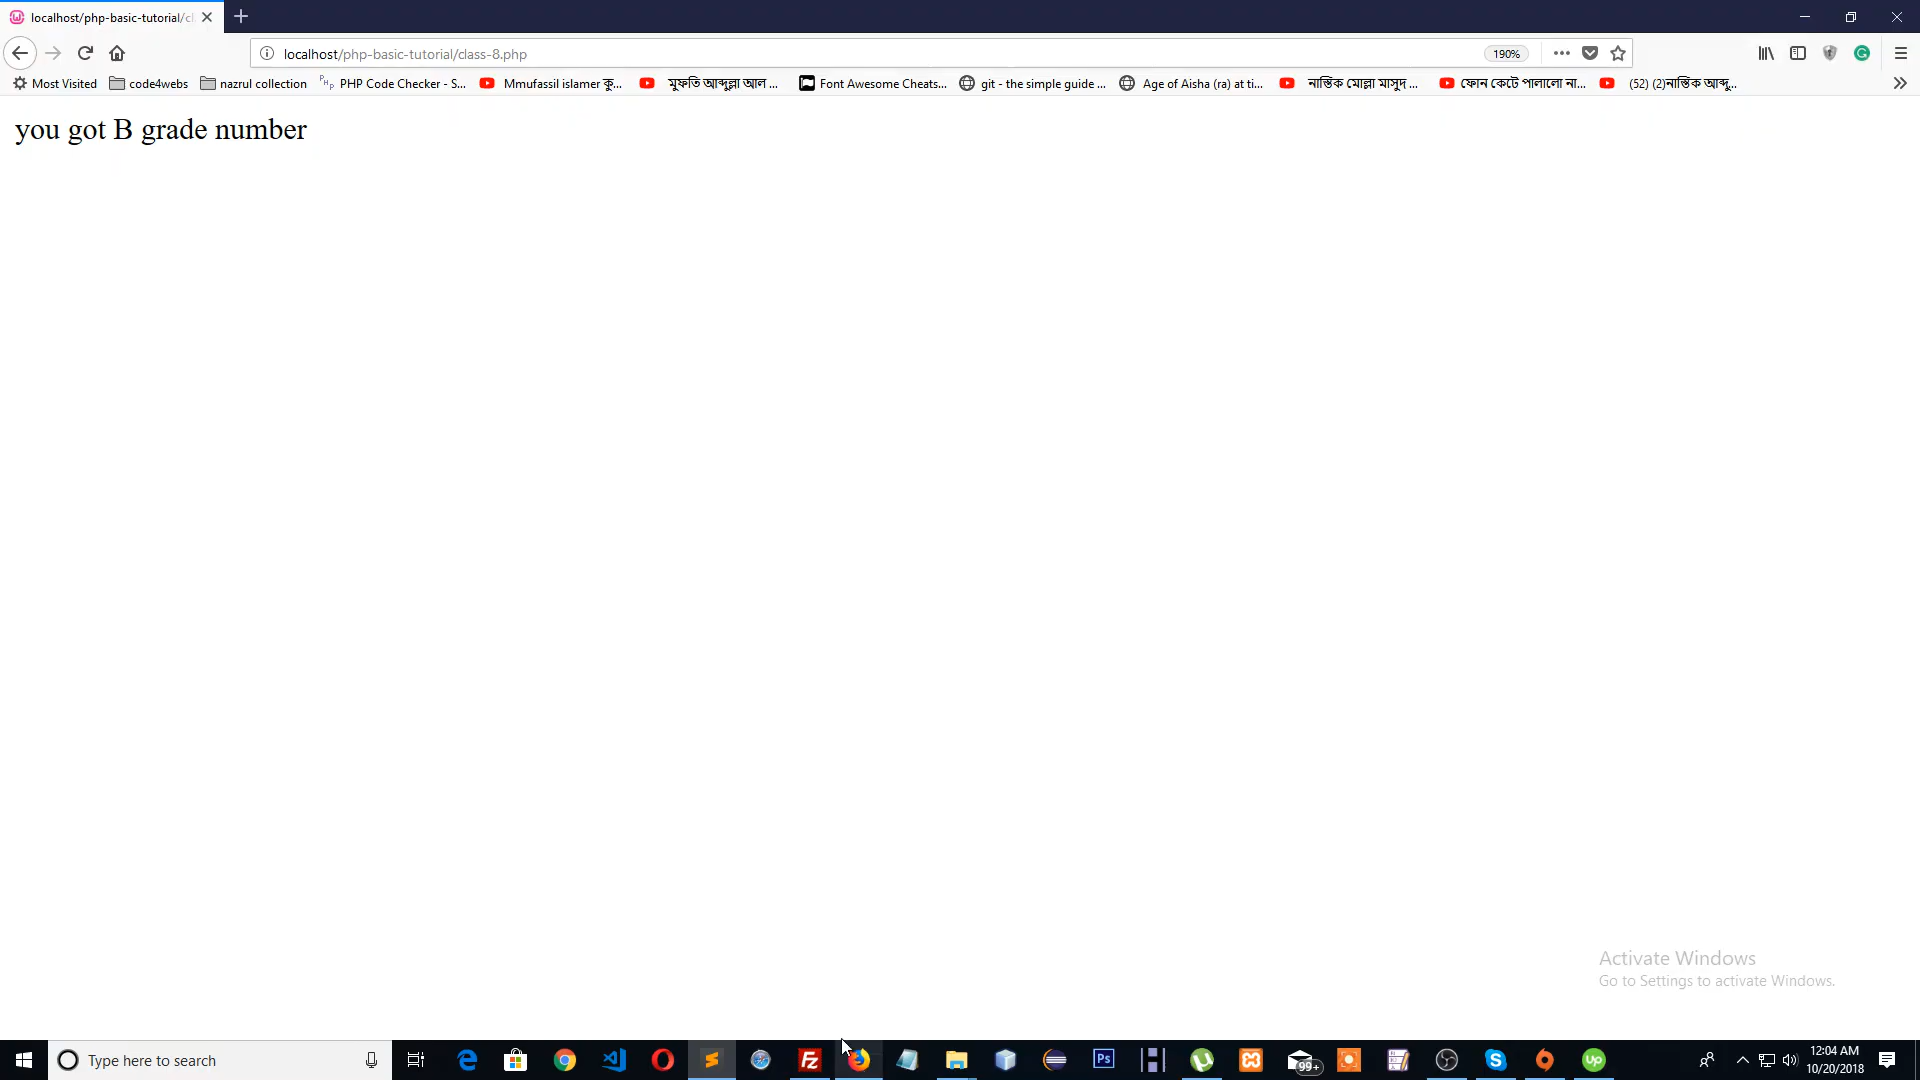 localhost/php-basic-tutorial/cl
localhost/php-basic-tutorial/class-8.php
190%
Most Visited
code4webs
nazrul collection
PHP Code Checker - S...
Mmufassil islamer কু...
মুফতি আব্দুল্লা আল ...
Font Awesome Cheats...
git - the simple guide ...
Age of Aisha (ra) at ti...
নাস্তিক মোল্লা মাসুদ ...
ফোন কেটে পালালো না...
(52) (2)নাস্তিক আব্দু...
you got B grade number
Activate Windows
Go to Settings to activate Windows.
Type here to search
Fz
Ps
99+
up
12:04 AM
10/20/2018